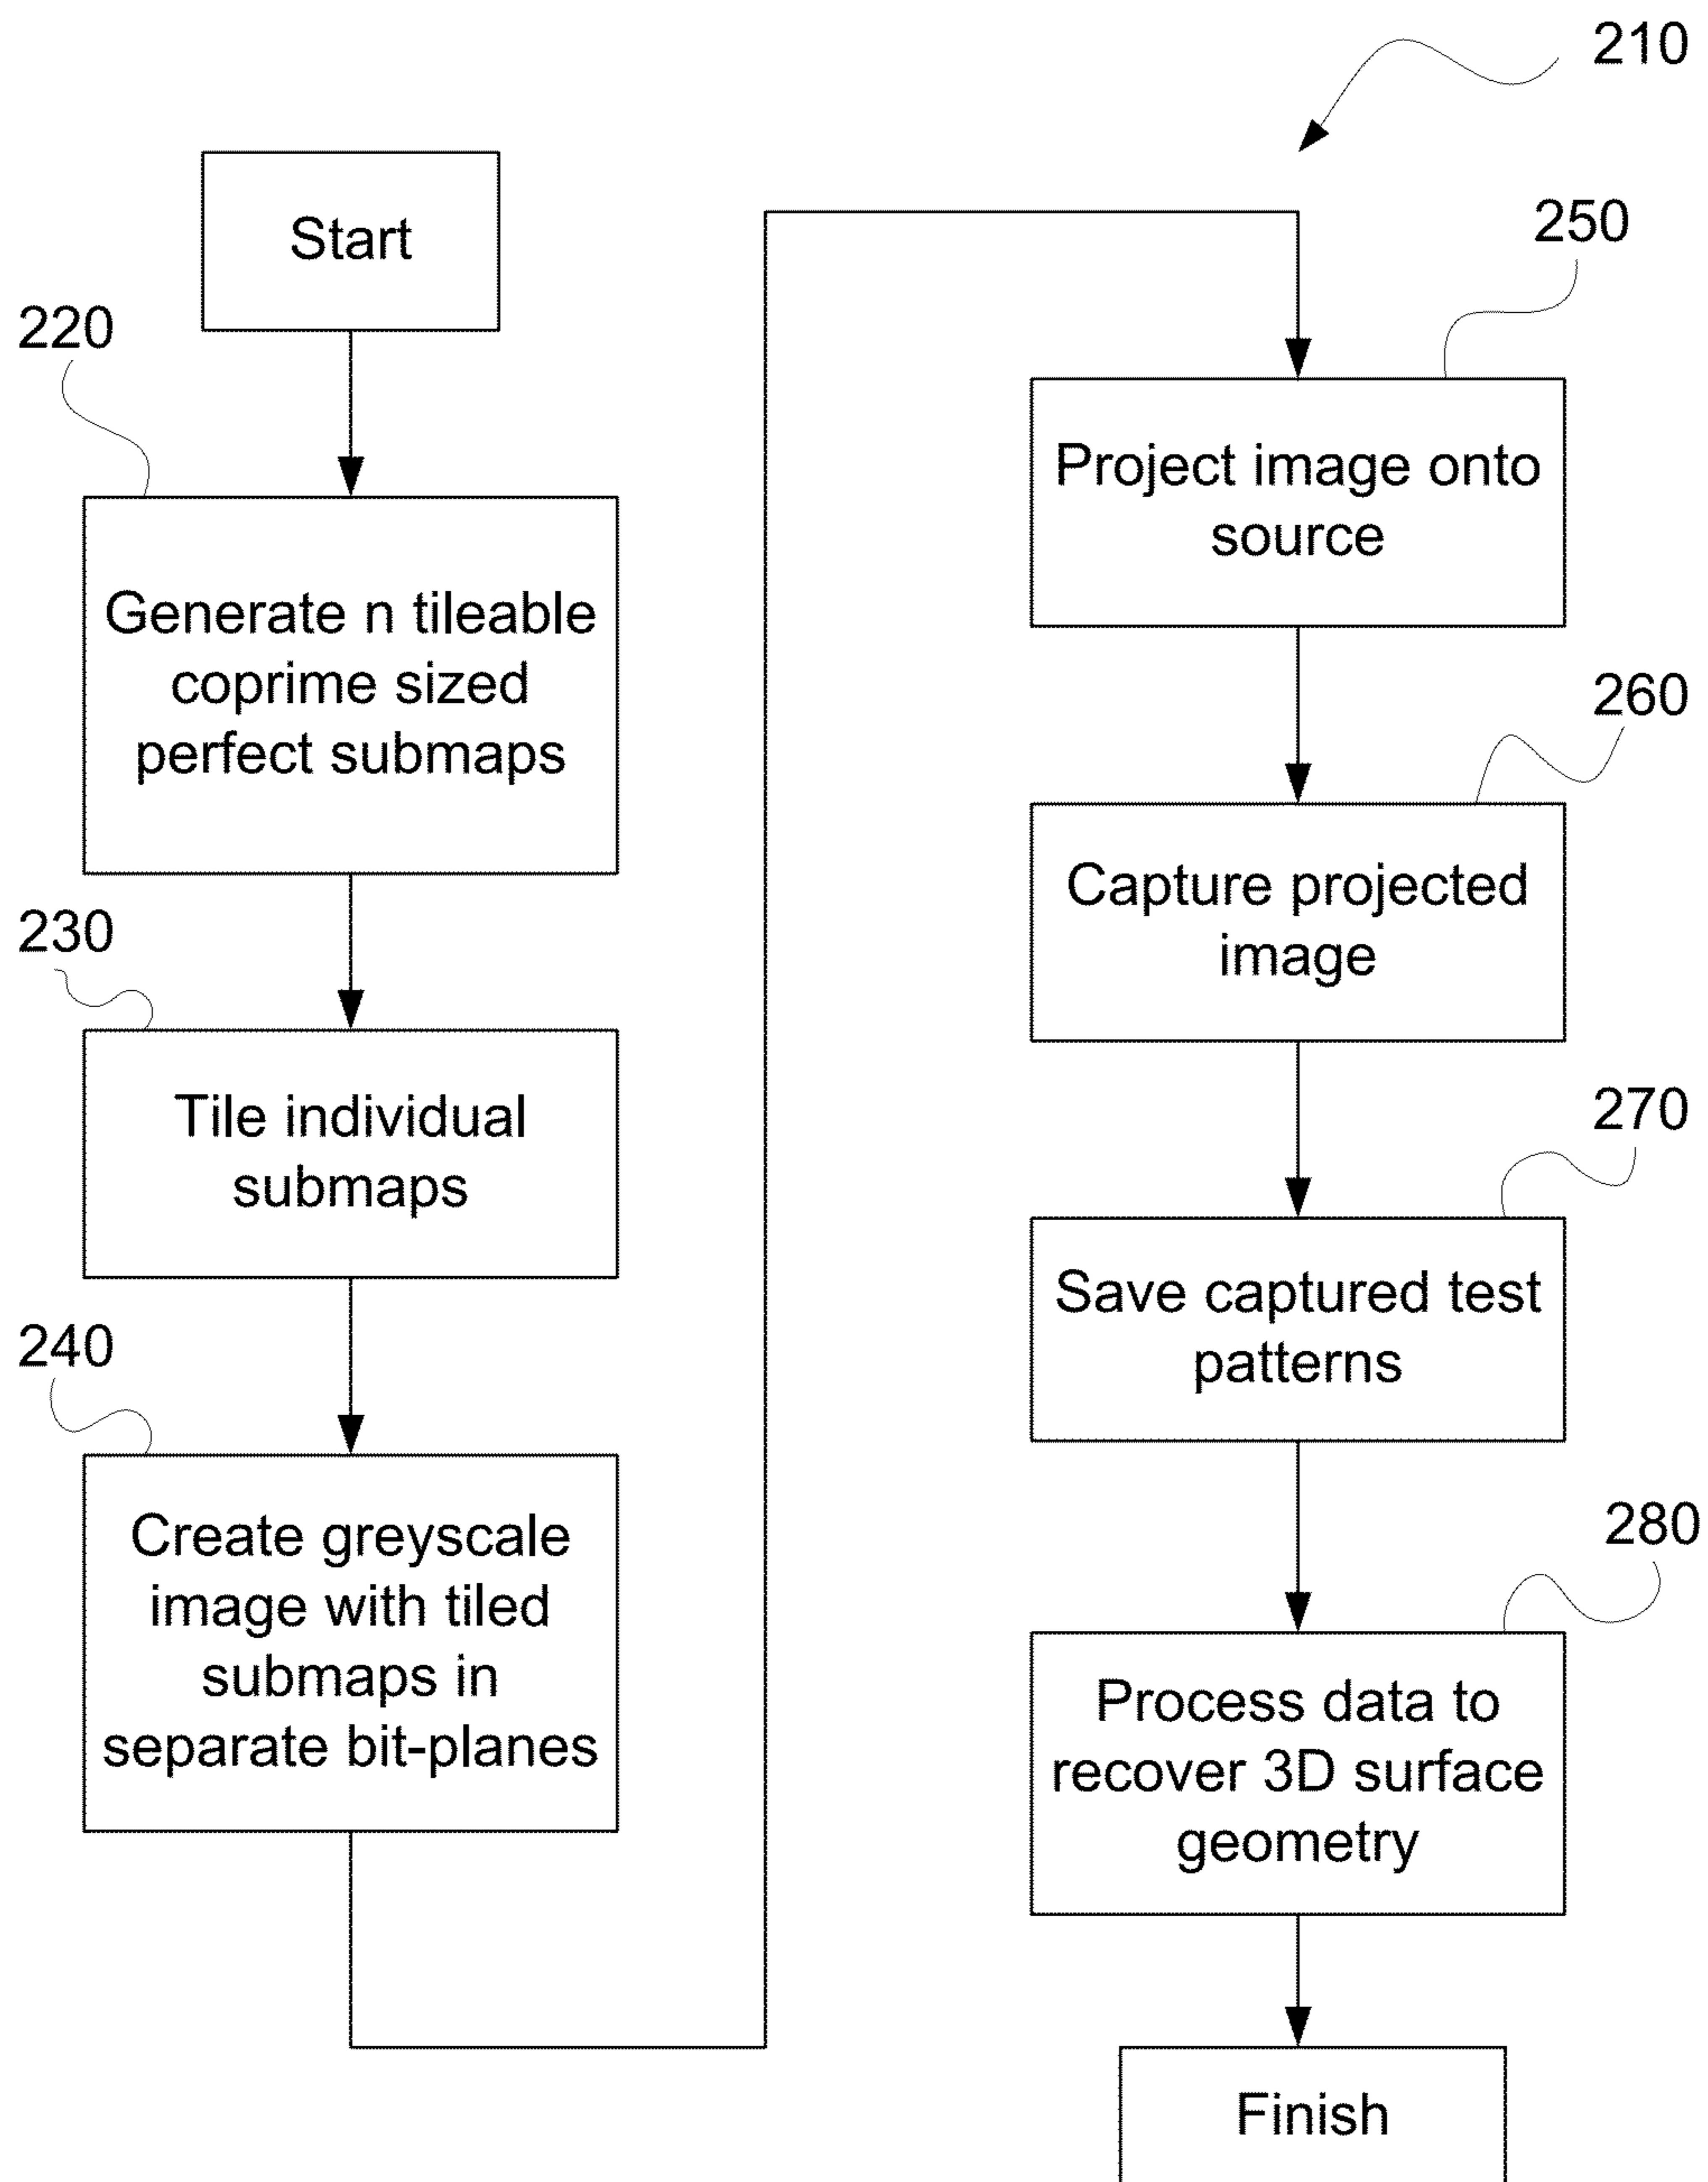 210
Start
220
Generate n tileable
coprime sized
perfect submaps
230
Tile individual
submaps
240
Create greyscale
image with tiled
submaps in
separate bit-planes
250
Project image onto
source
260
Capture projected
image
270
Save captured test
patterns
280
Process data to
recover 3D surface
geometry
Finish